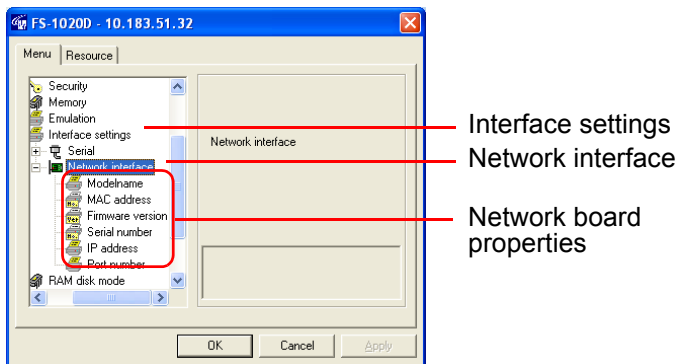 FS-1020D - 10.183.51.32
Menu
Resource
Security
Memory
Emulation
Interface settings
Serial
Network interface
Modelname
MAC address
Firmware version
Serial number
IP address
Port number
RAM disk mode
Network interface
OK
Cancel
Apply
Interface settings
Network interface
Network board
properties